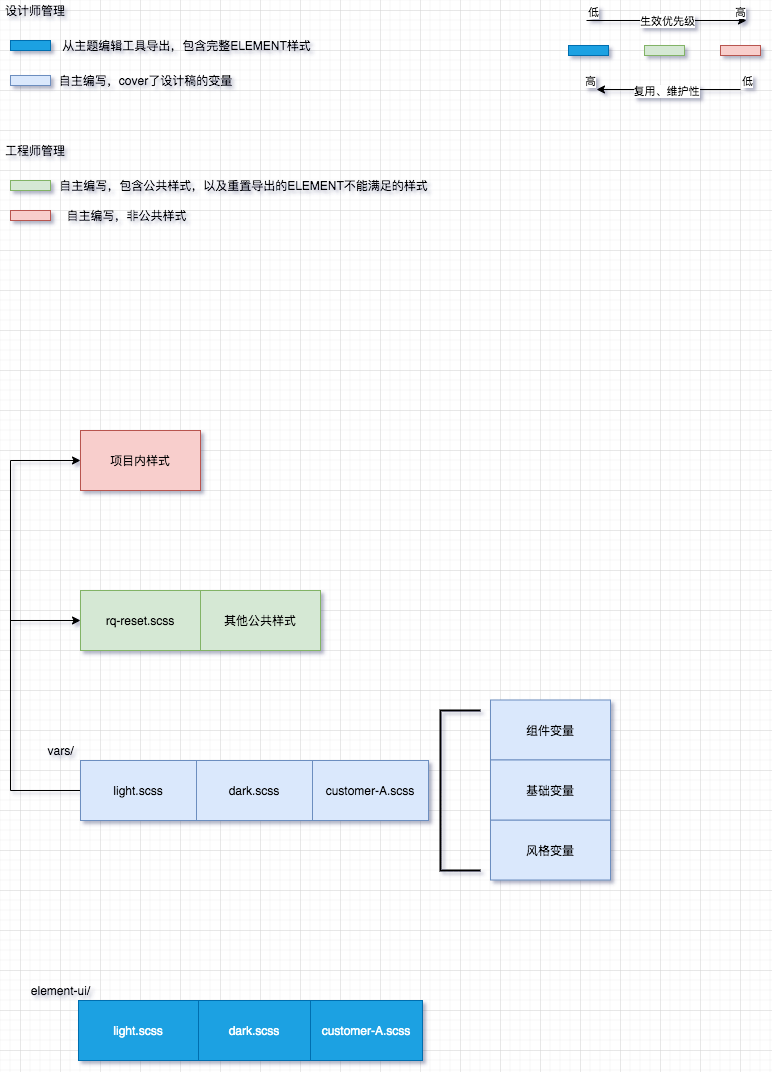 设计师管理
从主题编辑工具导出，包含完整ELEMENT样式
自主编写，cover了设计稿的变量
低
高
生效优先级
高
低
复用、维护性
工程师管理
自主编写，包含公共样式，以及重置导出的ELEMENT不能满足的样式
自主编写，非公共样式
项目内样式
rq-reset.scss
其他公共样式
vars/
light.scss
dark.scss
customer-A.scss
组件变量
基础变量
风格变量
element-ui/
light.scss
dark.scss
customer-A.scss